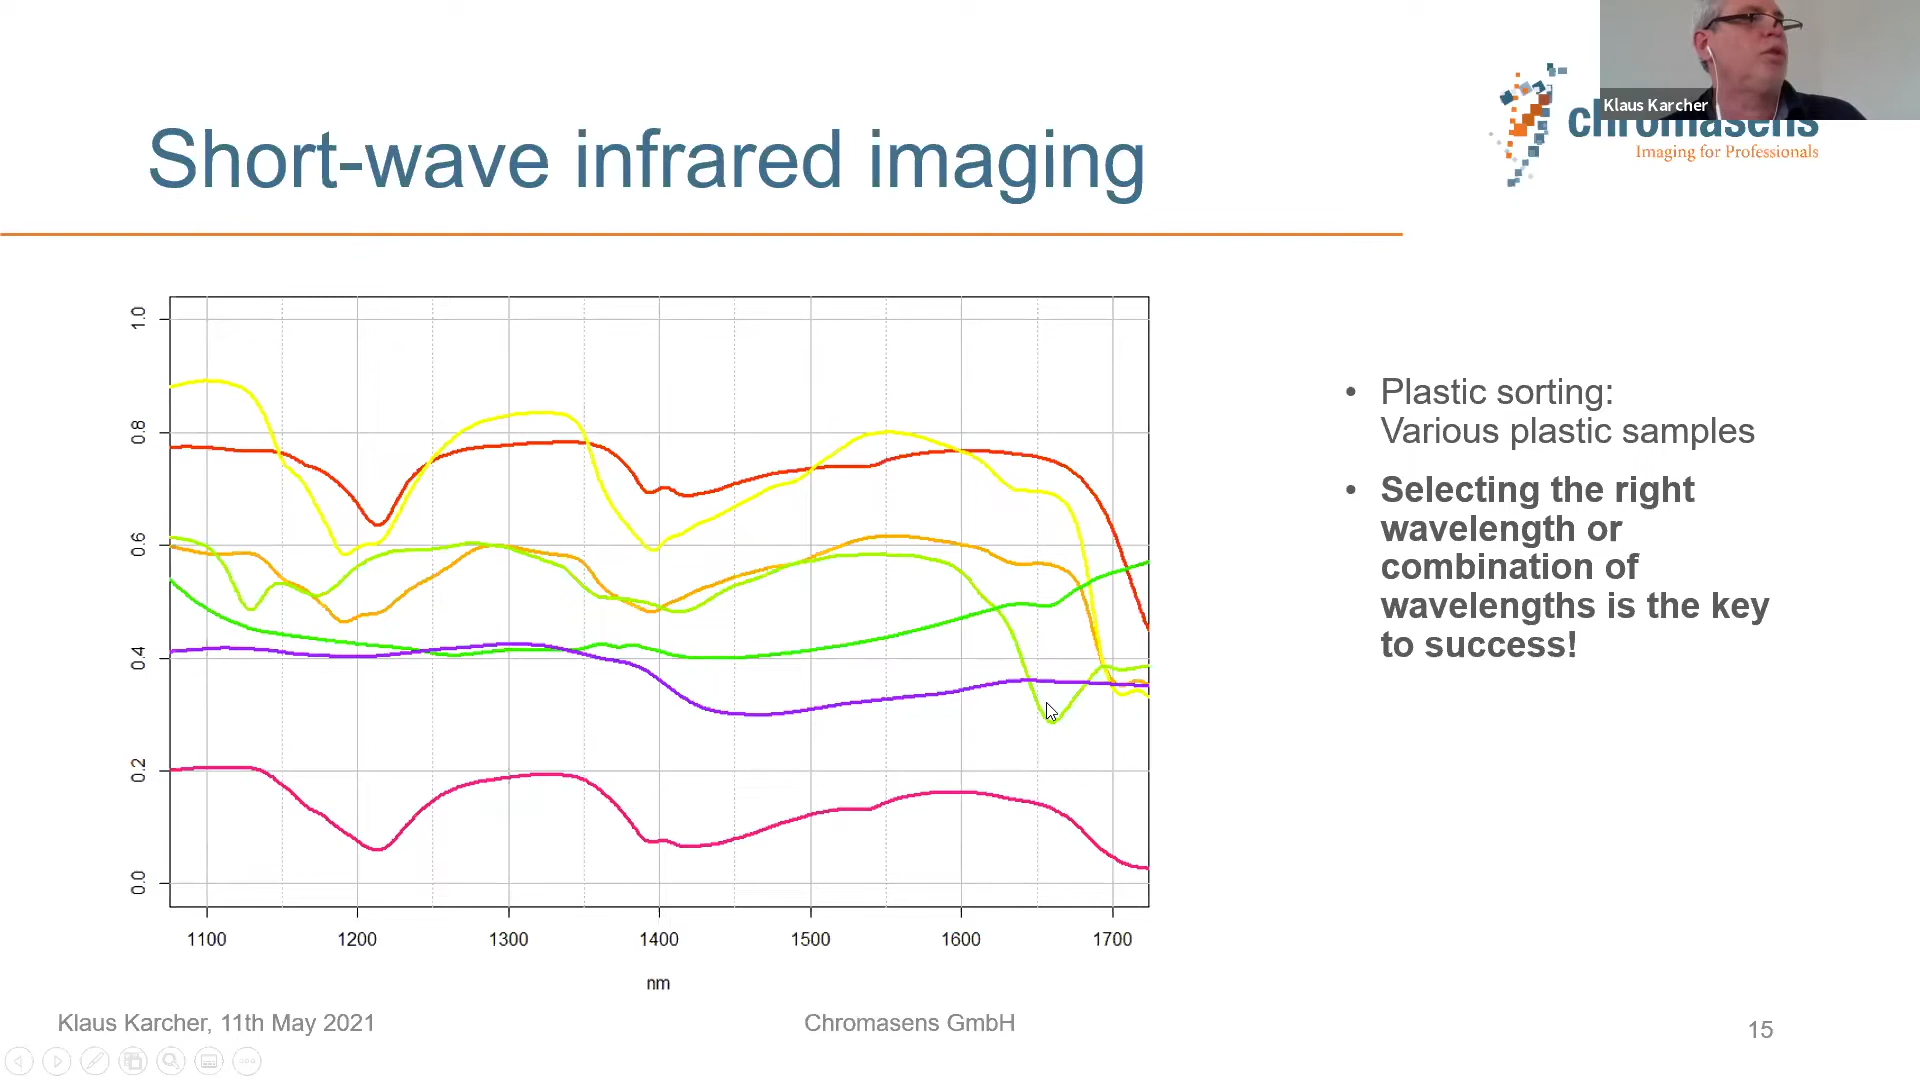 Klaus Karcher
chromasens
Imaging for Professionals
Short-wave infrared imaging
1.0
0.8
0.6
0.4
0.2
0.0
1100 1200 1300 1400 1500 1600 1700
nm
• Plastic sorting:
Various plastic samples
• Selecting the right
wavelength or
combination of
wavelengths is the key
to success!
Klaus Karcher, 11th May 2021
Chromasens GmbH
15